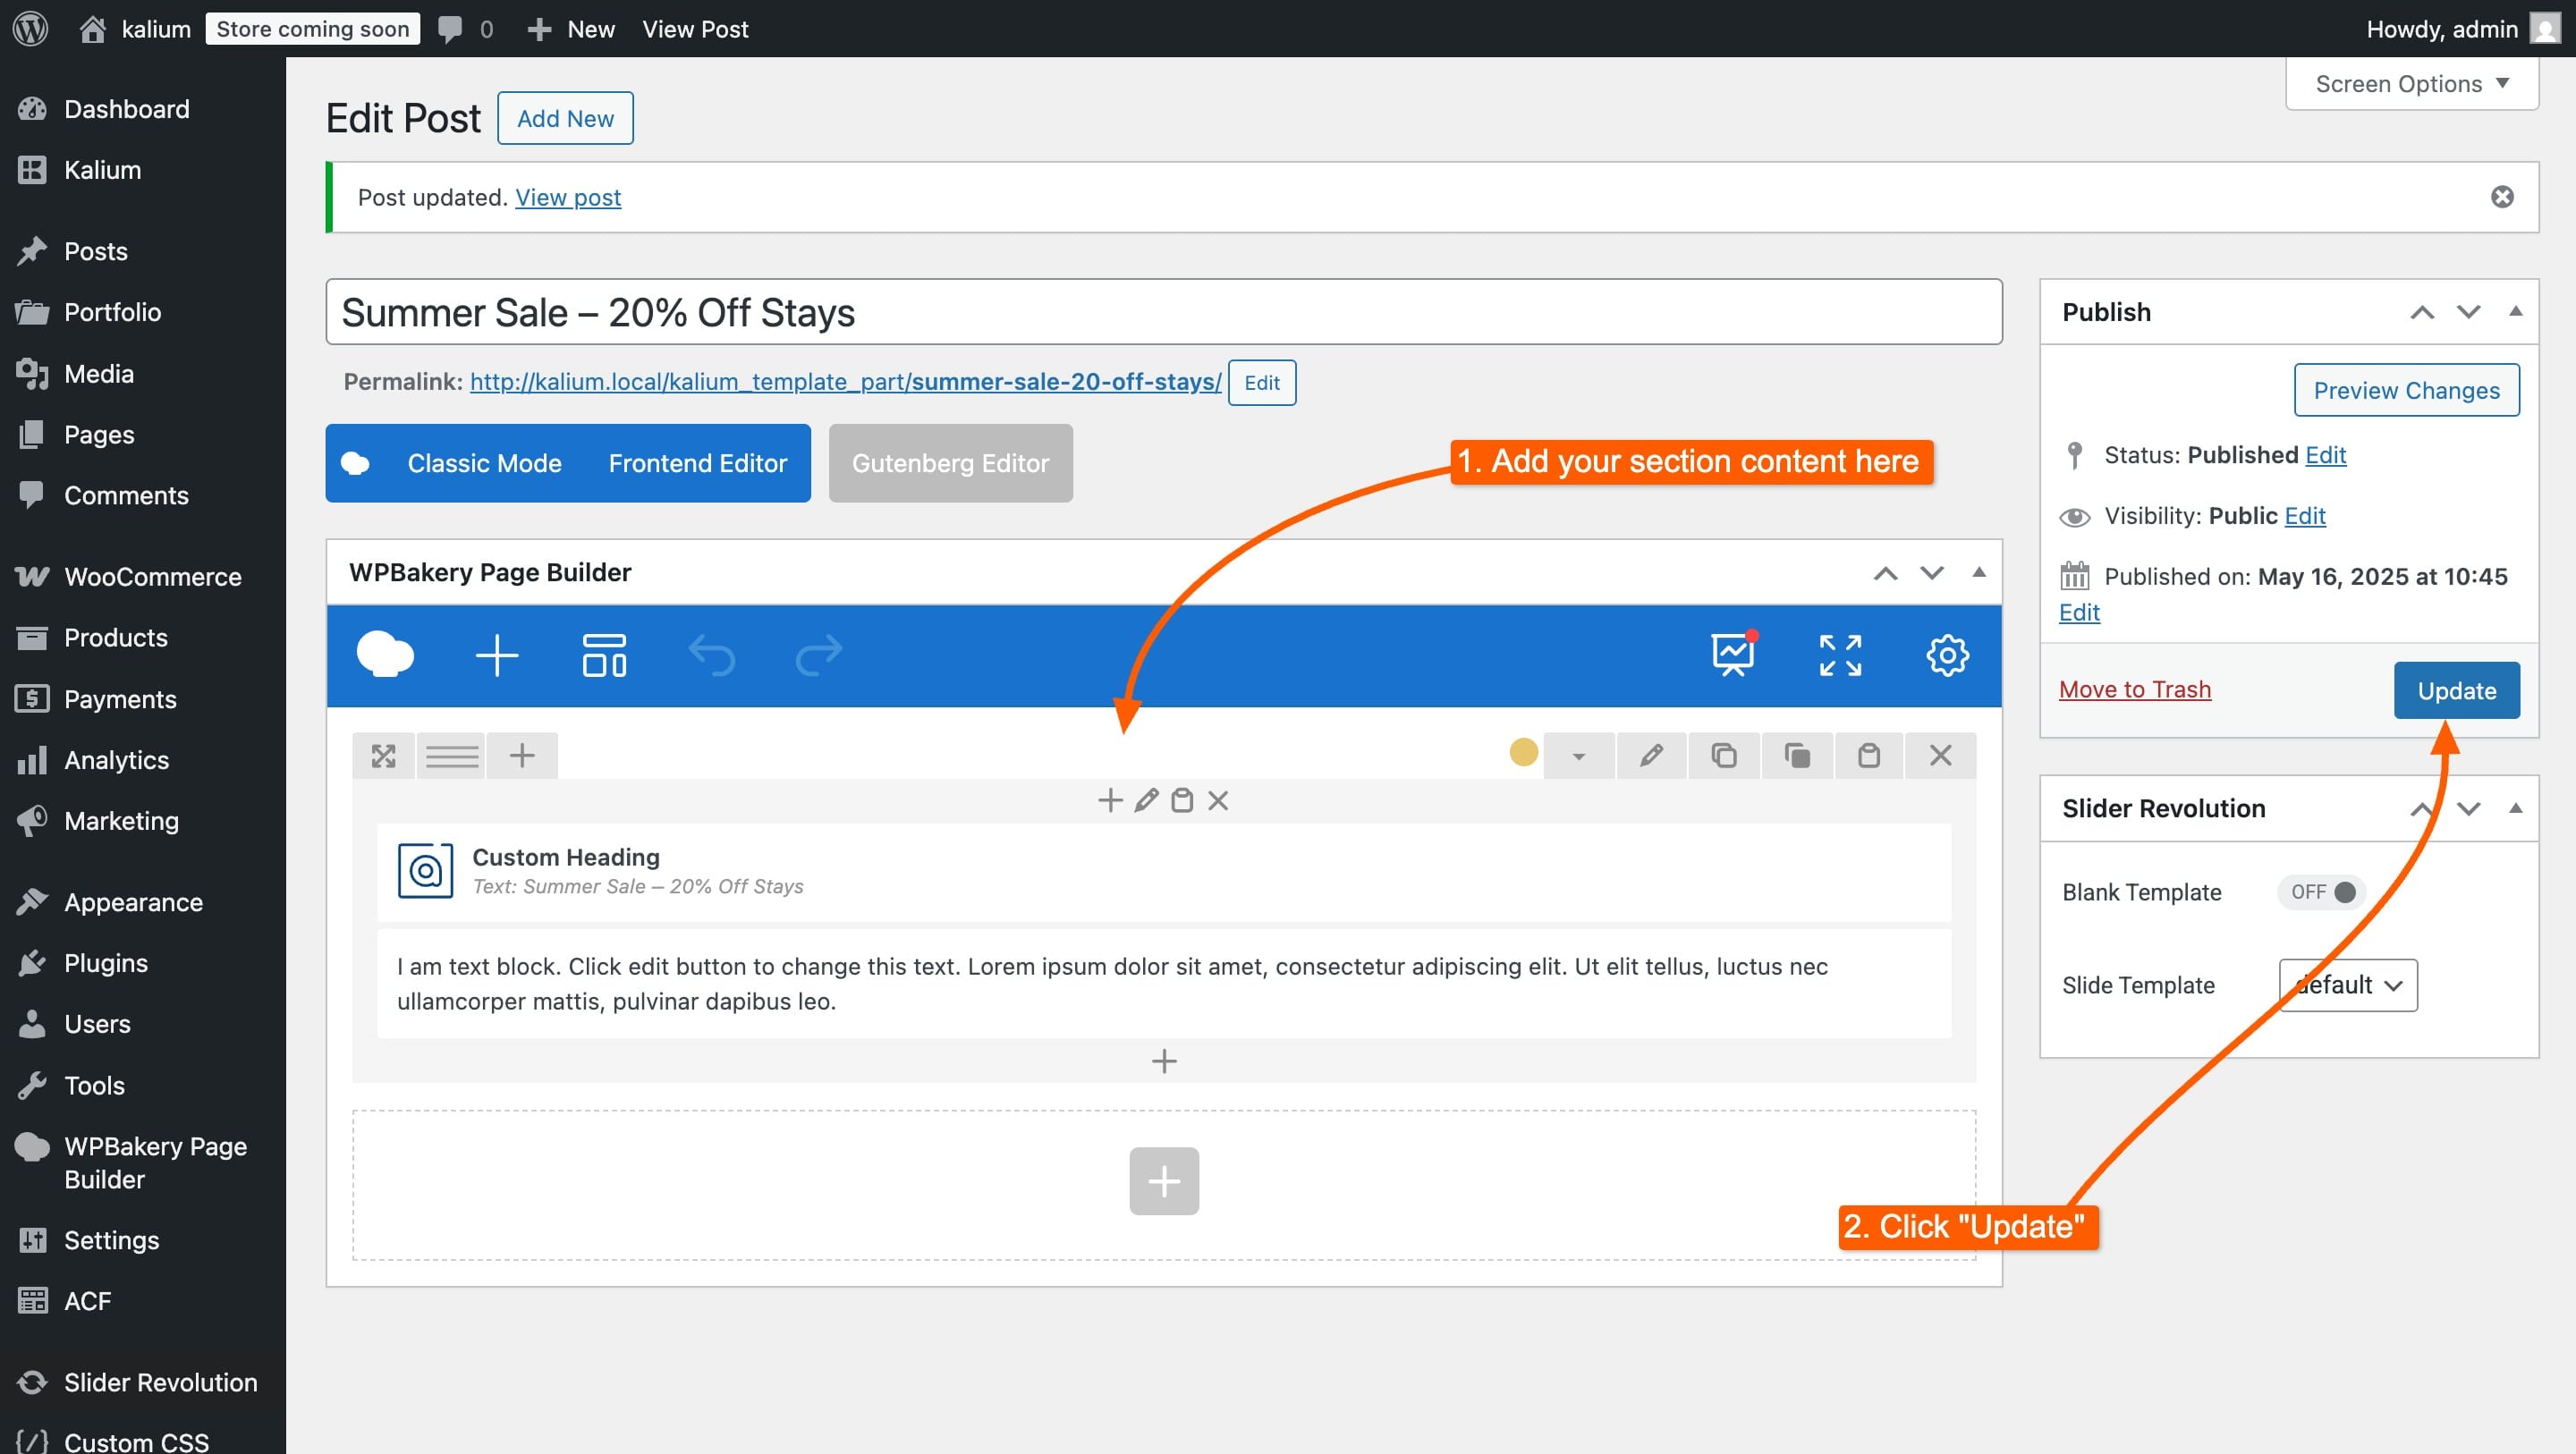 kalium
Store coming soon
0
New
View Post
Howdy, admin
Screen Options
Dashboard
Kalium
Posts
Portfolio
Media
Pages
Comments
WooCommerce
Products
Payments
Analytics
Marketing
Appearance
Plugins
Users
Tools
WPBakery Page
Builder
Settings
ACF
Slider Revolution
Custom CSS
Edit Post
Add New
Post updated. View post
Summer Sale – 20% Off Stays
Permalink: http://kalium.local/kalium_template_part/summer-sale-20-off-stays/ Edit
Classic Mode
Frontend Editor
Gutenberg Editor
1. Add your section content here
WPBakery Page Builder
Custom Heading
Text: Summer Sale – 20% Off Stays
I am text block. Click edit button to change this text. Lorem ipsum dolor sit amet, consectetur adipiscing elit. Ut elit tellus, luctus nec
ullamcorper mattis, pulvinar dapibus leo.
2. Click "Update"
Publish
Preview Changes
Status: Published Edit
Visibility: Public Edit
Published on: May 16, 2025 at 10:45
Edit
Move to Trash
Update
Slider Revolution
Blank Template
OFF
Slide Template
default